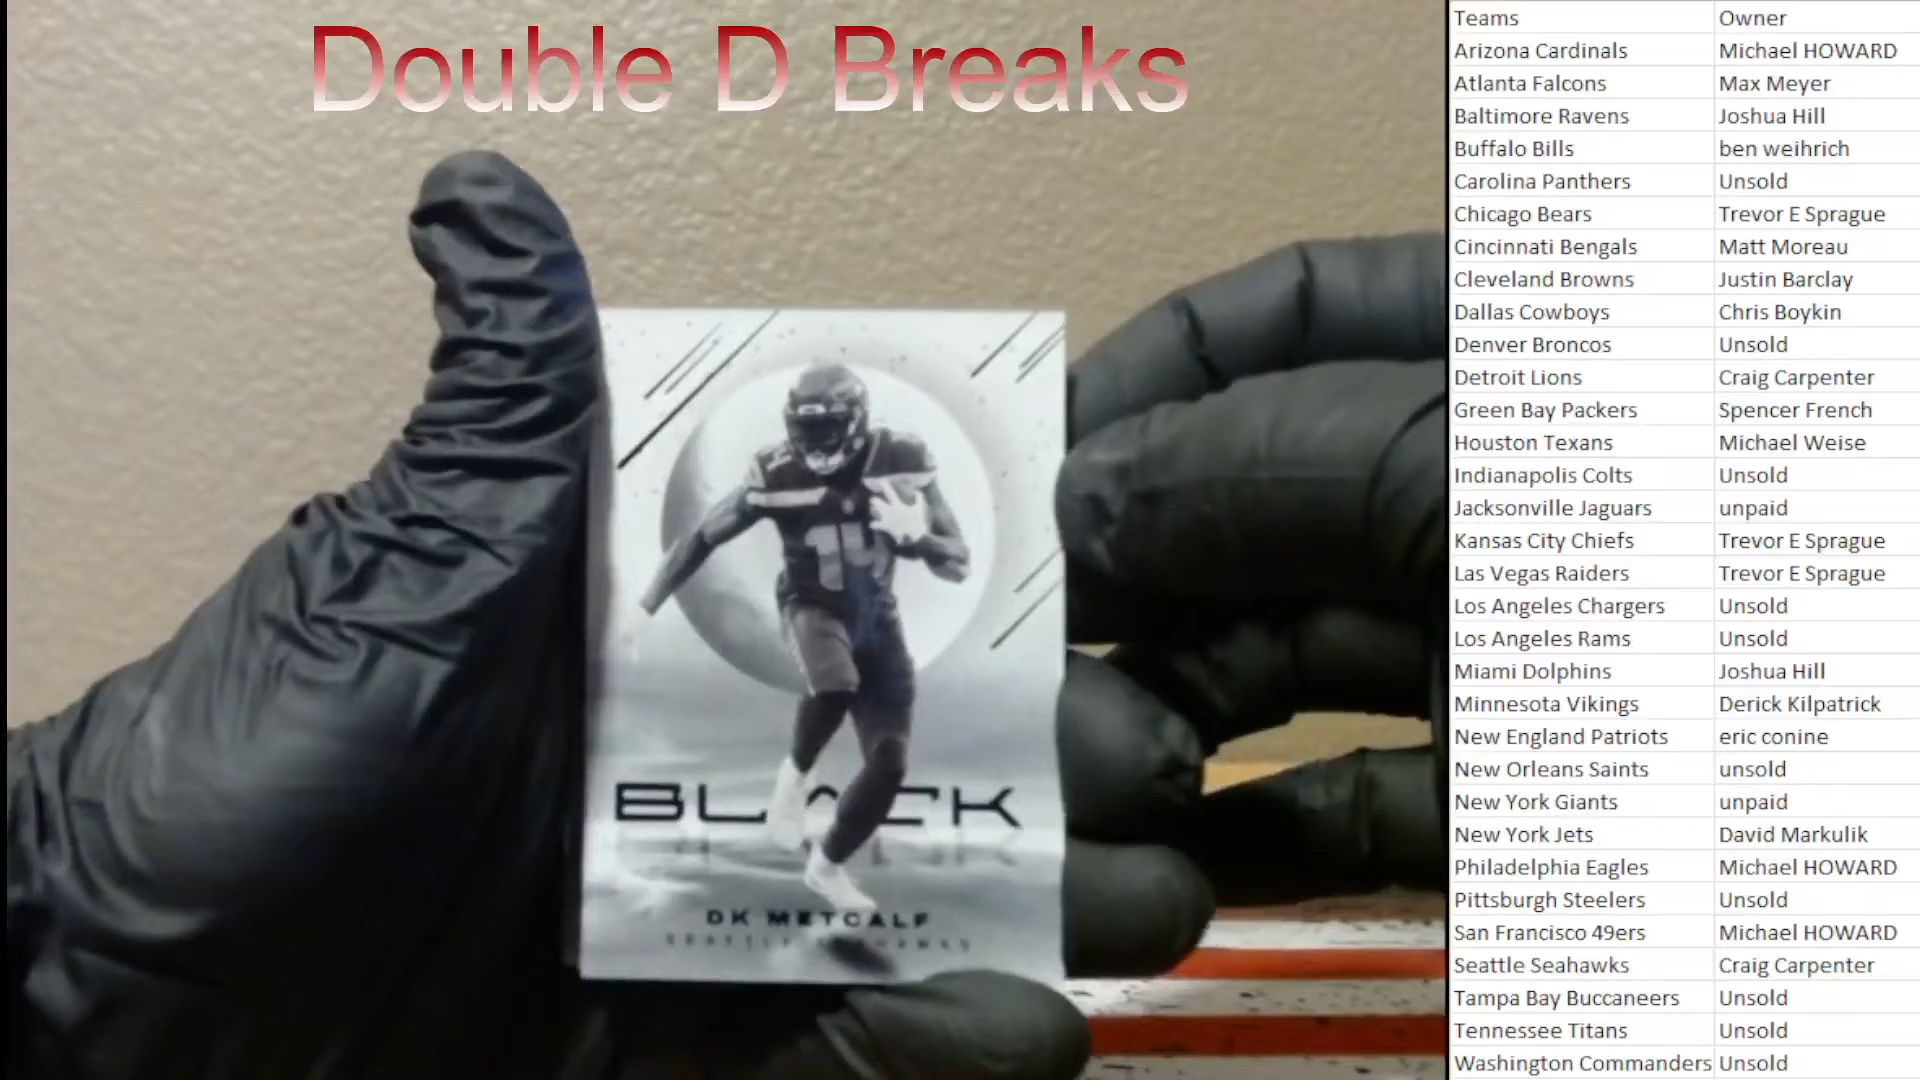 Double D Breaks
14
BLACK
DK METCALF
SEATTLE SEAHAWKS
Teams Owner
Arizona Cardinals Michael HOWARD
Atlanta Falcons Max Meyer
Baltimore Ravens Joshua Hill
Buffalo Bills ben weihrich
Carolina Panthers Unsold
Chicago Bears Trevor E Sprague
Cincinnati Bengals Matt Moreau
Cleveland Browns Justin Barclay
Dallas Cowboys Chris Boykin
Denver Broncos Unsold
Detroit Lions Craig Carpenter
Green Bay Packers Spencer French
Houston Texans Michael Weise
Indianapolis Colts Unsold
Jacksonville Jaguars unpaid
Kansas City Chiefs Trevor E Sprague
Las Vegas Raiders Trevor E Sprague
Los Angeles Chargers Unsold
Los Angeles Rams Unsold
Miami Dolphins Joshua Hill
Minnesota Vikings Derick Kilpatrick
New England Patriots eric conine
New Orleans Saints unsold
New York Giants unpaid
New York Jets David Markulik
Philadelphia Eagles Michael HOWARD
Pittsburgh Steelers Unsold
San Francisco 49ers Michael HOWARD
Seattle Seahawks Craig Carpenter
Tampa Bay Buccaneers Unsold
Tennessee Titans Unsold
Washington Commanders Unsold